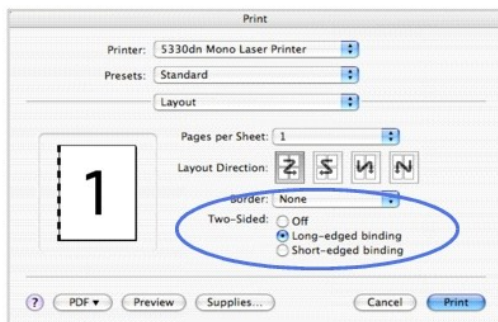 Print
Printer: 5330dn Mono Laser Printer
Presets: Standard
Layout
Pages per Sheet: 1
Layout Direction:
Border: None
Two-Sided: Off
Long-edged binding
Short-edged binding
1
? PDF▼ Preview Supplies... Cancel Print